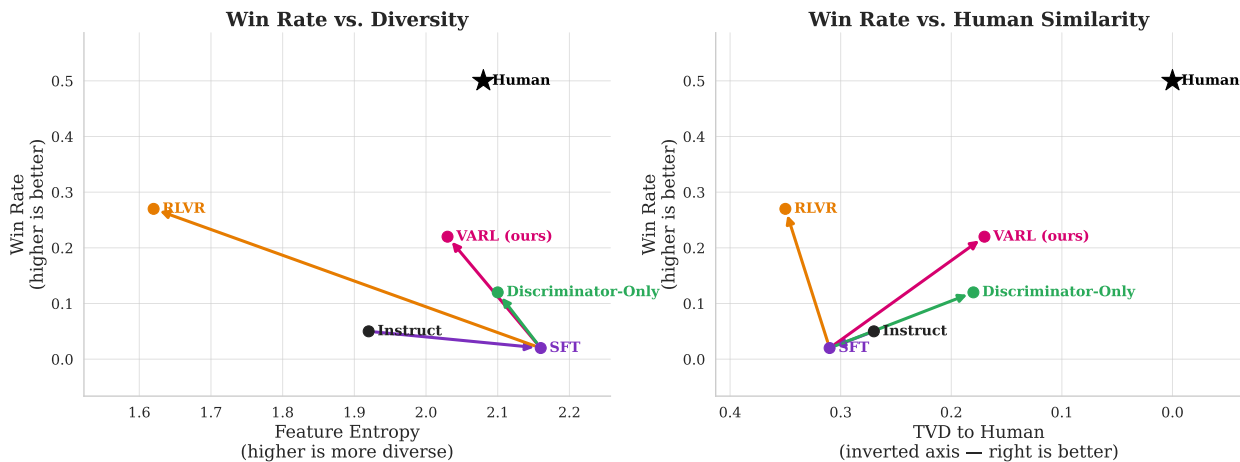 Win Rate vs. Diversity
Win Rate
(higher is better)
0.5
0.4
0.3
0.2
0.1
0.0
Human
RLVR
VARL (ours)
Discriminator-Only
Instruct
SFT
1.6 1.7 1.8 1.9 2.0 2.1 2.2
Feature Entropy
(higher is more diverse)
Win Rate vs. Human Similarity
Win Rate
(higher is better)
0.5
0.4
0.3
0.2
0.1
0.0
Human
RLVR
VARL (ours)
Discriminator-Only
Instruct
SFT
0.4 0.3 0.2 0.1 0.0
TVD to Human
(inverted axis — right is better)